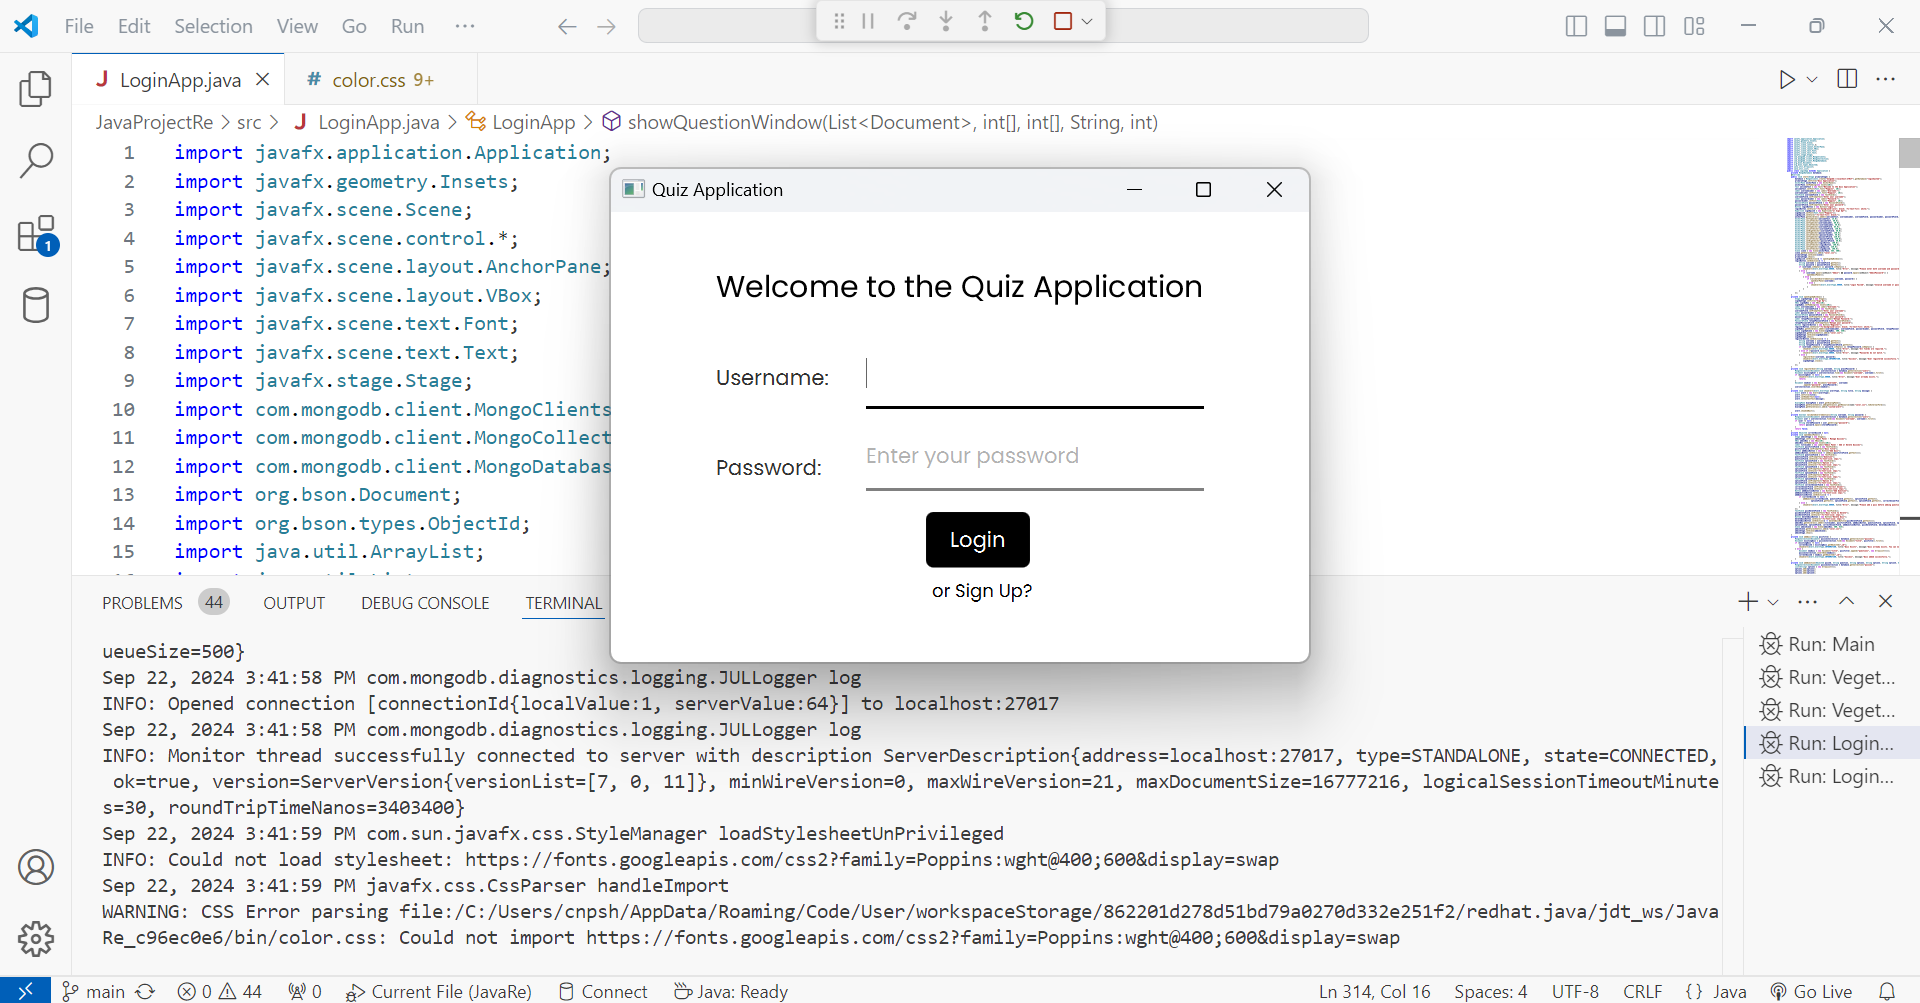 File Edit Selection View Go Run ···
LoginApp.java
# color.css 9+
JavaProjectRe > src > J LoginApp.java > LoginApp > showQuestionWindow(List<Document>, int[], int[], String, int)
1 import javafx.application.Application;
2 import javafx.geometry.Insets;
3 import javafx.scene.Scene;
4 import javafx.scene.control.*;
5 import javafx.scene.layout.AnchorPane;
6 import javafx.scene.layout.VBox;
7 import javafx.scene.text.Font;
8 import javafx.scene.text.Text;
9 import javafx.stage.Stage;
10 import com.mongodb.client.MongoClients
11 import com.mongodb.client.MongoCollect
12 import com.mongodb.client.MongoDatabas
13 import org.bson.Document;
14 import org.bson.types.ObjectId;
15 import java.util.ArrayList;
Quiz Application
Welcome to the Quiz Application
Username:
Password: Enter your password
Login
or Sign Up?
PROBLEMS 44 OUTPUT DEBUG CONSOLE TERMINAL
ueueSize=500}
Sep 22, 2024 3:41:58 PM com.mongodb.diagnostics.logging.JULLogger log
INFO: Opened connection [connectionId{localValue:1, serverValue:64}] to localhost:27017
Sep 22, 2024 3:41:58 PM com.mongodb.diagnostics.logging.JULLogger log
INFO: Monitor thread successfully connected to server with description ServerDescription{address=localhost:27017, type=STANDALONE, state=CONNECTED,
ok=true, version=ServerVersion{versionList=[7, 0, 11]}, minWireVersion=0, maxWireVersion=21, maxDocumentSize=16777216, logicalSessionTimeoutMinute
s=30, roundTripTimeNanos=3403400}
Sep 22, 2024 3:41:59 PM com.sun.javafx.css.StyleManager loadStylesheetUnPrivileged
INFO: Could not load stylesheet: https://fonts.googleapis.com/css2?family=Poppins:wght@400;600&display=swap
Sep 22, 2024 3:41:59 PM javafx.css.CssParser handleImport
WARNING: CSS Error parsing file:/C:/Users/cnpsh/AppData/Roaming/Code/User/workspaceStorage/862201d278d51bd79a0270d332e251f2/redhat.java/jdt_ws/Java
Re_c96ec0e6/bin/color.css: Could not import https://fonts.googleapis.com/css2?family=Poppins:wght@400;600&display=swap
Run: Main
Run: Veget...
Run: Veget...
Run: Login...
Run: Login...
1
main 0 44 0 Current File (JavaRe) Connect Java: Ready Ln 314, Col 16 Spaces: 4 UTF-8 CRLF {} Java Go Live